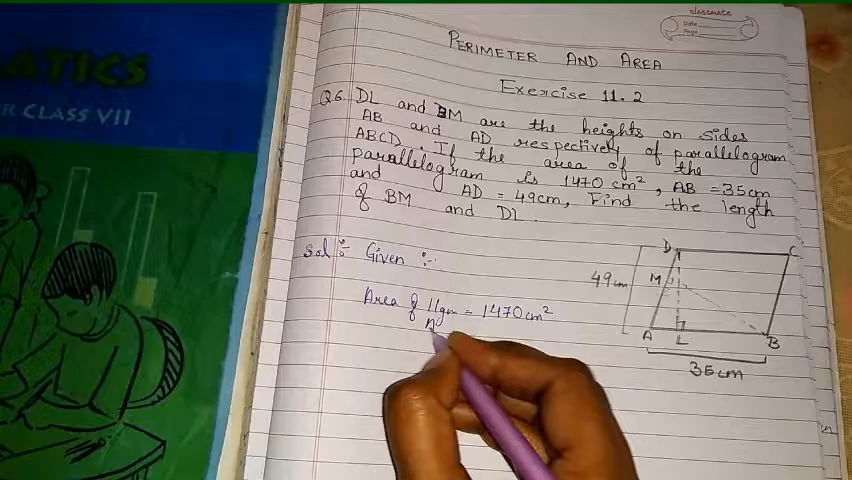 classmate
Date
Page
PERIMETER AND AREA
Exercise 11.2
Q6. DL and BM are the heights on sides
AB and AD respectively of parallelogram
ABCD. If the area of the
parallelogram is 1470 cm², AB = 35cm
and AD = 49cm, Find the length
of BM and DL.
Sol :- Given :-
Area of ||gm = 1470 cm²
A
D
C
49cm
M
A
L
B
35cm
ATICS
R CLASS VII